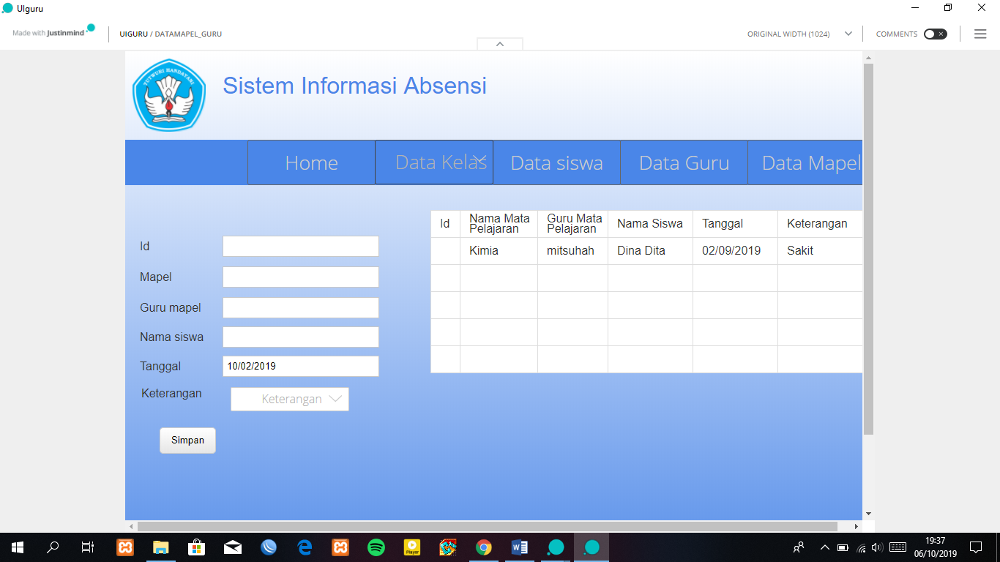 UIguru
Made with Justinmind
UIGURU / DATAMAPEL_GURU
ORIGINAL WIDTH (1024)
COMMENTS
TUT WURI HANDAYANI
Sistem Informasi Absensi
Home
Data Kelas
Data siswa
Data Guru
Data Mapel
Id
Mapel
Guru mapel
Nama siswa
Tanggal 10/02/2019
Keterangan Keterangan
Simpan
Id Nama Mata Pelajaran Guru Mata Pelajaran Nama Siswa Tanggal Keterangan
Kimia mitsuhah Dina Dita 02/09/2019 Sakit
Player
19:37
06/10/2019